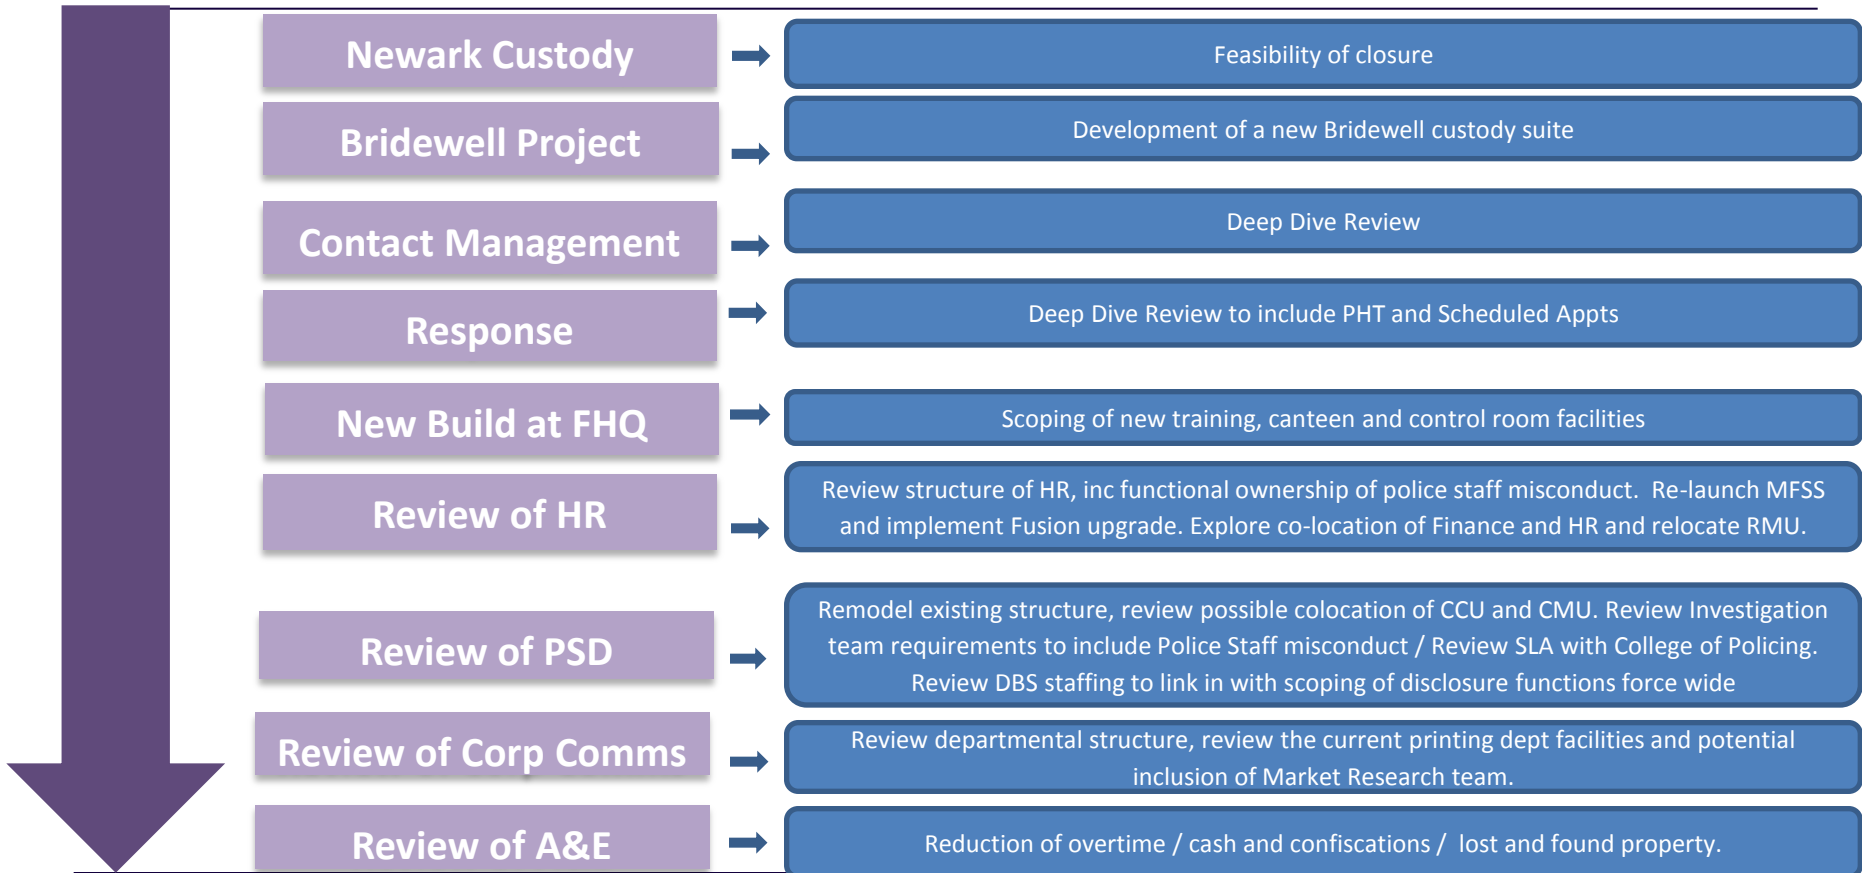 Newark Custody
Feasibility of closure
Bridewell Project
Development of a new Bridewell custody suite
Contact Management
Deep Dive Review
Response
Deep Dive Review to include PHT and Scheduled Appts
New Build at FHQ
Scoping of new training, canteen and control room facilities
Review of HR
Review structure of HR, inc functional ownership of police staff misconduct.  Re-launch MFSS
and implement Fusion upgrade. Explore co-location of Finance and HR and relocate RMU.
Review of PSD
Remodel existing structure, review possible colocation of CCU and CMU. Review Investigation
team requirements to include Police Staff misconduct / Review SLA with College of Policing.
Review DBS staffing to link in with scoping of disclosure functions force wide
Review of Corp Comms
Review departmental structure, review the current printing dept facilities and potential
inclusion of Market Research team.
Review of A&E
Reduction of overtime / cash and confiscations /  lost and found property.